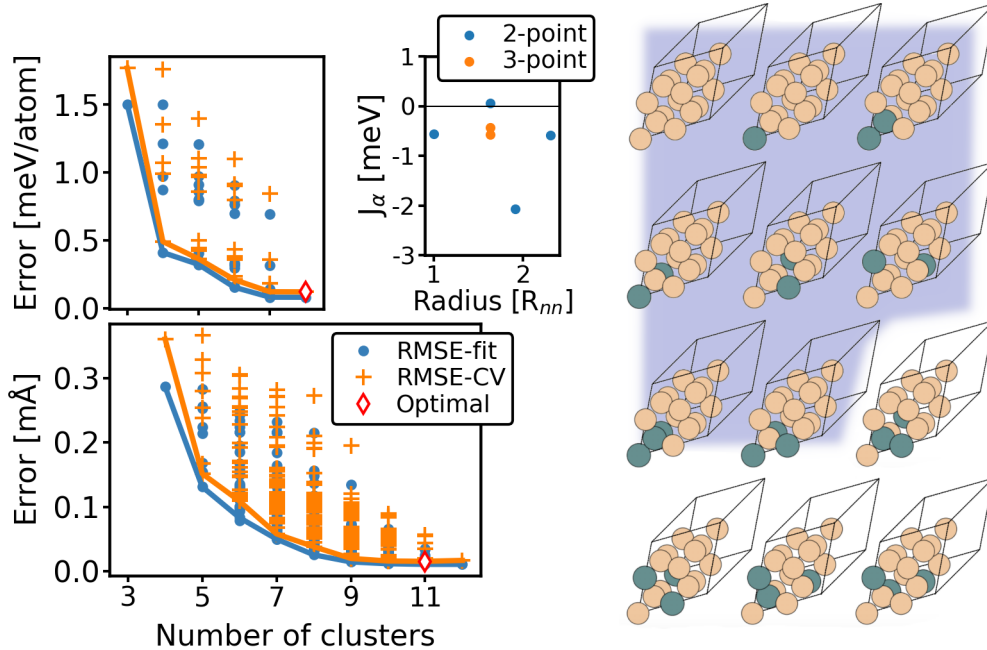 Error [meV/atom]
1.5
1.0
0.5
0.0
2-point
3-point
J_α [meV]
1
0
-1
-2
-3
1
2
Radius [R_nn]
Error [mÅ]
0.3
0.2
0.1
0.0
RMSE-fit
RMSE-CV
Optimal
3
5
7
9
11
Number of clusters